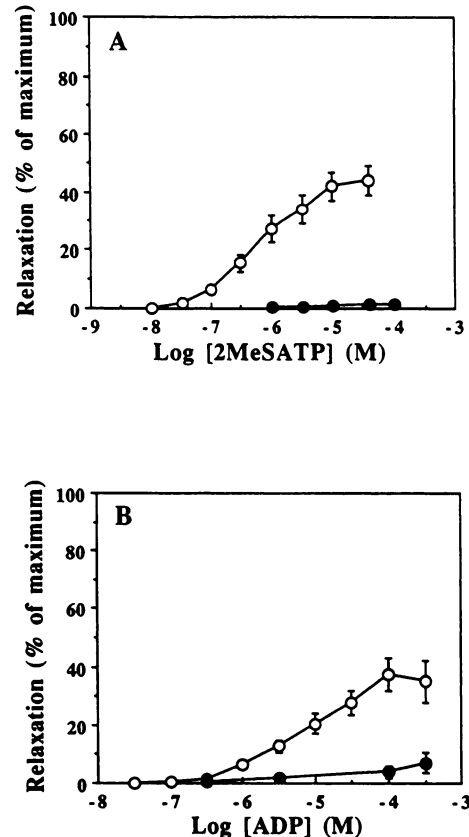 A
Relaxation (% of maximum)
100
80
60
40
20
0
-9 -8 -7 -6 -5 -4 -3
Log [2MeSATP] (M)
B
Relaxation (% of maximum)
100
80
60
40
20
0
-8 -7 -6 -5 -4 -3
Log [ADP] (M)